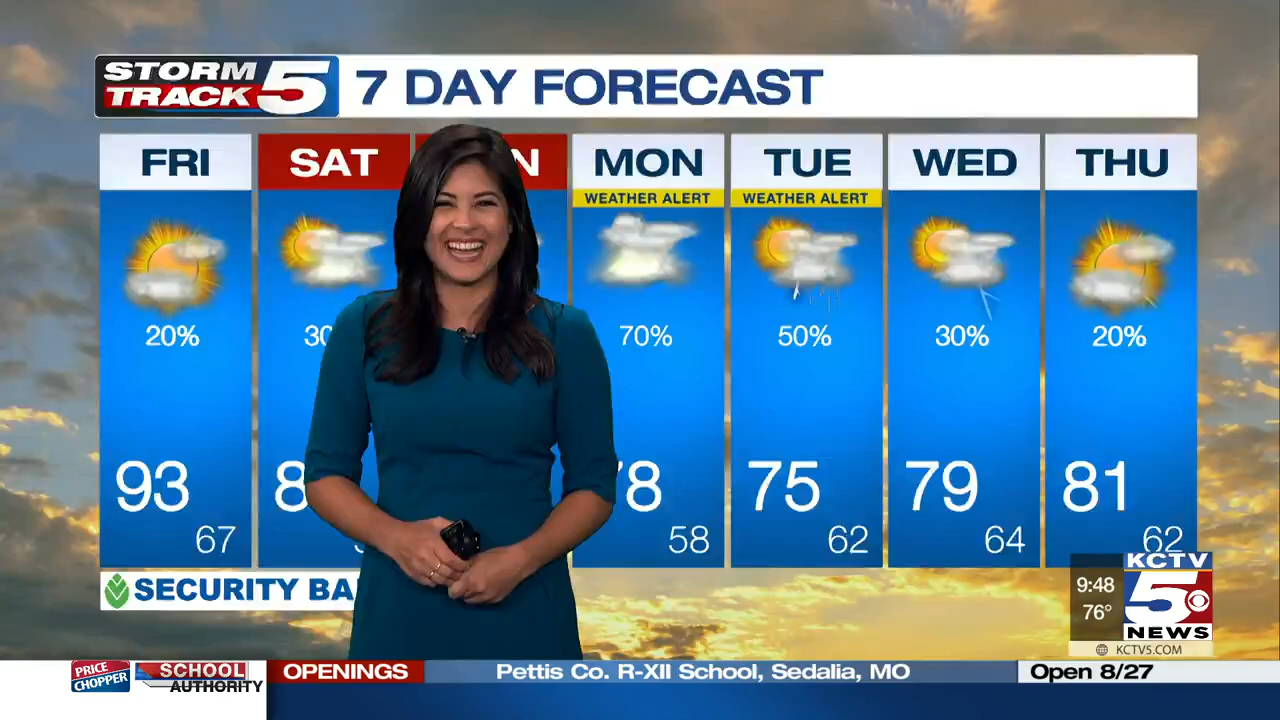 STORM TRACK 5
7 DAY FORECAST
FRI
SAT
MON
TUE
WED
THU
WEATHER ALERT
WEATHER ALERT
20%
70%
50%
30%
20%
93
75
79
81
67
58
62
64
62
SECURITY
KCTV
5
NEWS
9:48
76°
KCTV5.COM
PRICE CHOPPER
SCHOOL AUTHORITY
OPENINGS
Pettis Co. R-XII School, Sedalia, MO
Open 8/27